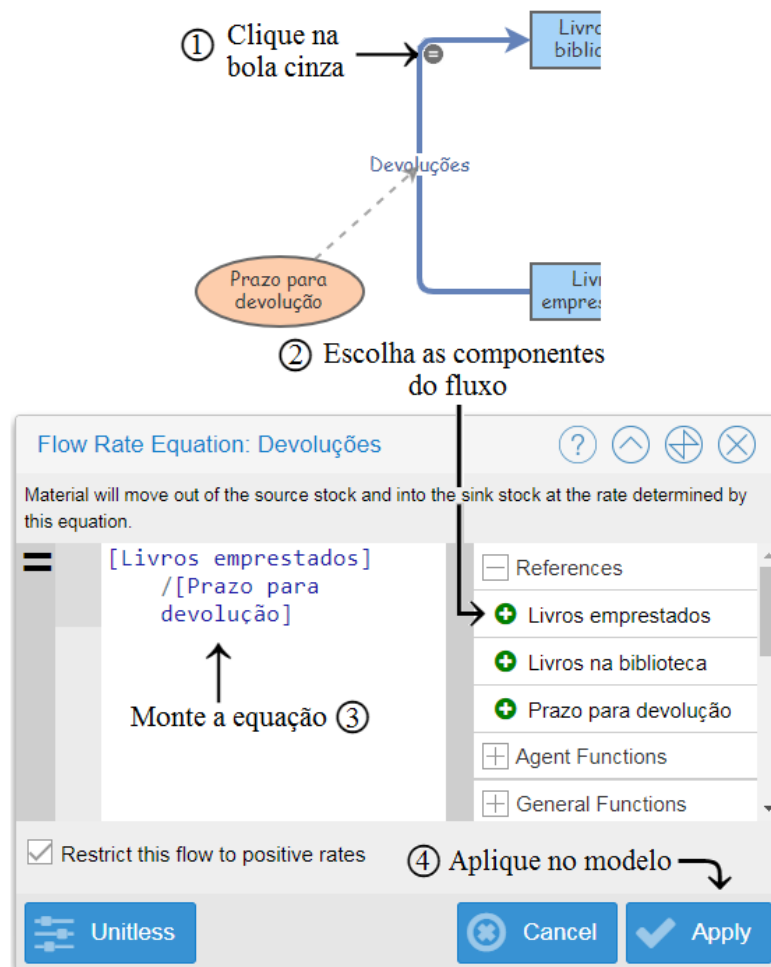 ① Clique na
bola cinza
=
Devoluções
Prazo para
devolução
② Escolha as componentes
do fluxo
Flow Rate Equation: Devoluções
?
Material will move out of the source stock and into the sink stock at the rate determined by
this equation.
=
[Livros emprestados]
/[Prazo para
devolução]
Monte a equação ③
References
Livros emprestados
Livros na biblioteca
Prazo para devolução
Agent Functions
General Functions
Restrict this flow to positive rates
④ Aplique no modelo
Unitless
Cancel
Apply